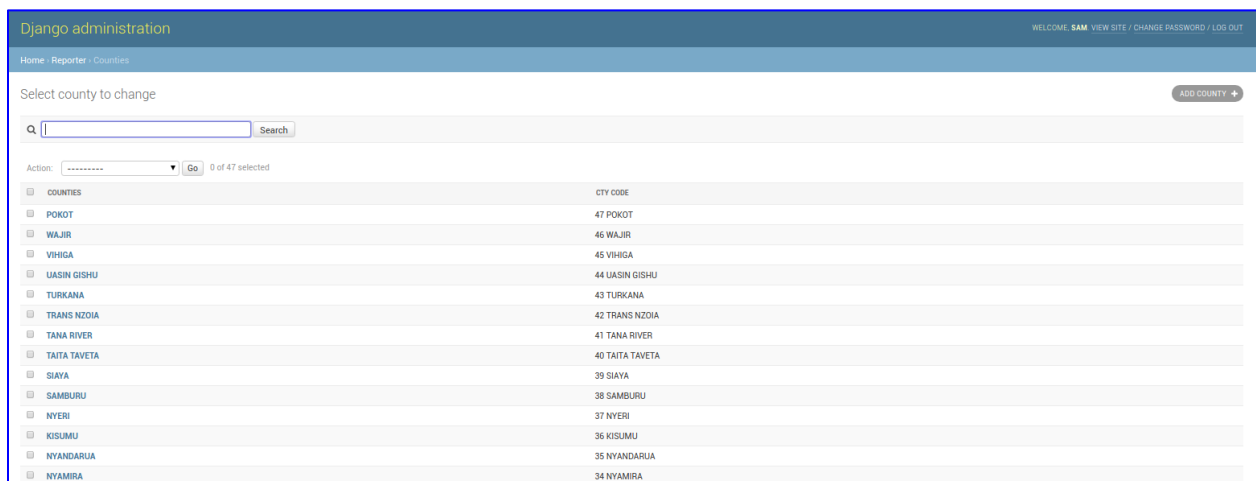 Django administration
WELCOME, SAM. VIEW SITE / CHANGE PASSWORD / LOG OUT
Home › Reporter › Counties
Select county to change
ADD COUNTY +
Search
Action: --------- Go 0 of 47 selected
COUNTIES CTY CODE
POKOT 47 POKOT
WAJIR 46 WAJIR
VIHIGA 45 VIHIGA
UASIN GISHU 44 UASIN GISHU
TURKANA 43 TURKANA
TRANS NZOIA 42 TRANS NZOIA
TANA RIVER 41 TANA RIVER
TAITA TAVETA 40 TAITA TAVETA
SIAYA 39 SIAYA
SAMBURU 38 SAMBURU
NYERI 37 NYERI
KISUMU 36 KISUMU
NYANDARUA 35 NYANDARUA
NYAMIRA 34 NYAMIRA